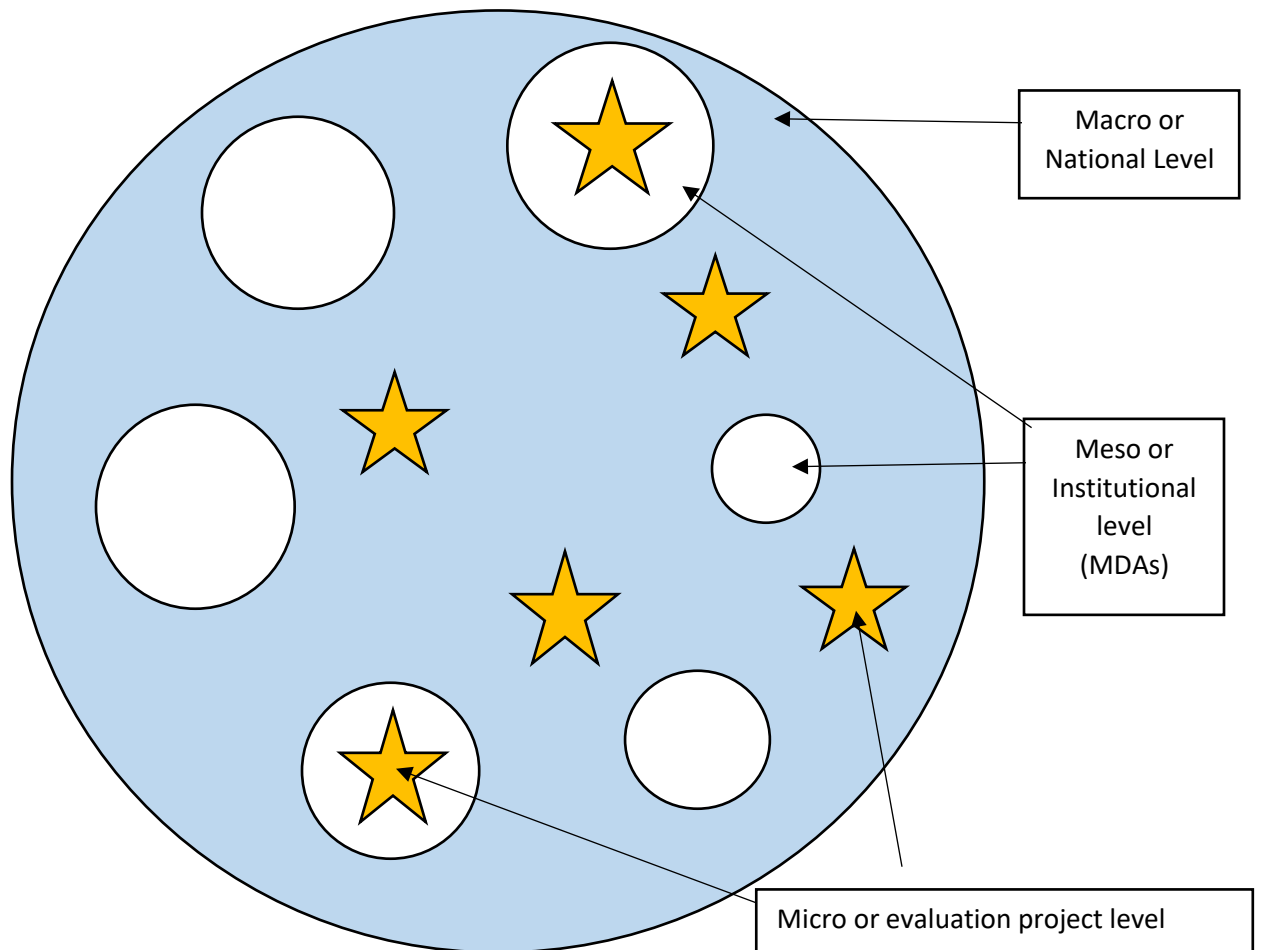 Macro or
National Level
Meso or
Institutional
level
(MDAs)
Micro or evaluation project level